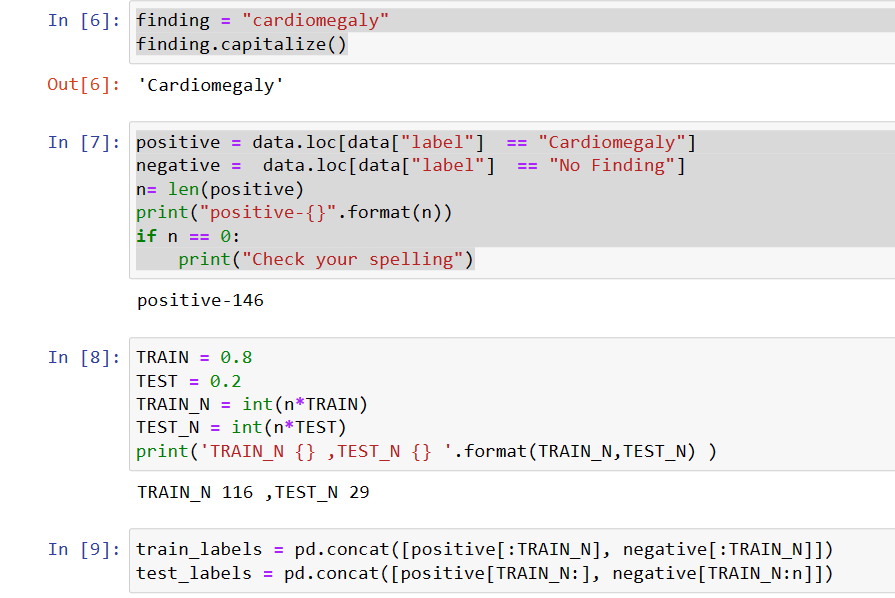 In [6]: finding = "cardiomegaly"
finding.capitalize()
Out[6]: 'Cardiomegaly'
In [7]: positive = data.loc[data["label"]  == "Cardiomegaly"]
negative =  data.loc[data["label"]  == "No Finding"]
n= len(positive)
print("positive-{}".format(n))
if n == 0:
    print("Check your spelling")
positive-146
In [8]: TRAIN = 0.8
TEST = 0.2
TRAIN_N = int(n*TRAIN)
TEST_N = int(n*TEST)
print('TRAIN_N {} ,TEST_N {} '.format(TRAIN_N,TEST_N) )
TRAIN_N 116 ,TEST_N 29
In [9]: train_labels = pd.concat([positive[:TRAIN_N], negative[:TRAIN_N]])
test_labels = pd.concat([positive[TRAIN_N:], negative[TRAIN_N:n]])